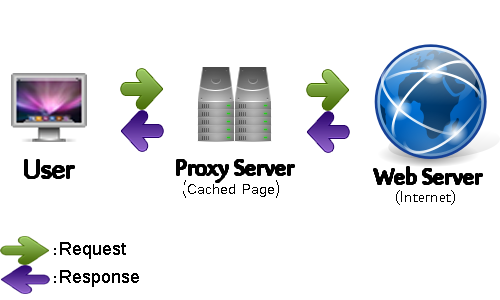 User
Proxy Server
(Cached Page)
Web Server
(Internet)
:Request
:Response